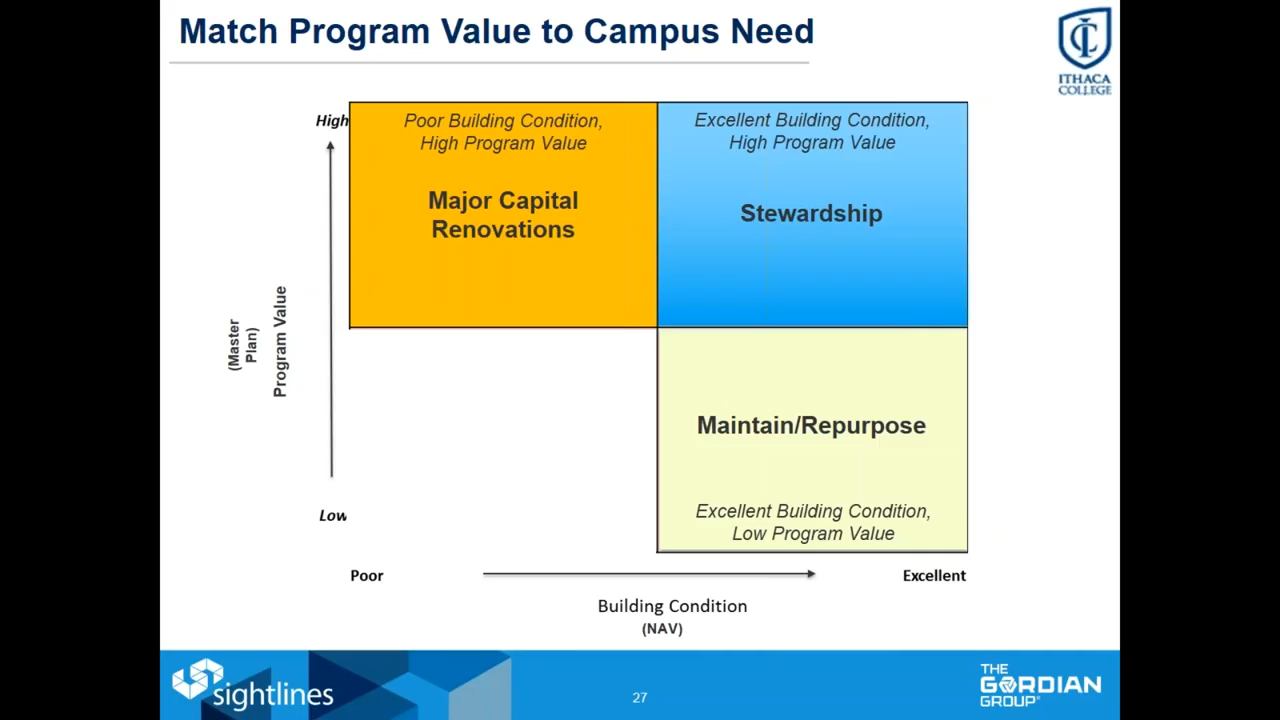 Match Program Value to Campus Need
ITHACA
COLLEGE
High
Poor Building Condition,
High Program Value
Major Capital
Renovations
Excellent Building Condition,
High Program Value
Stewardship
(Master
Plan)
Program Value
Maintain/Repurpose
Excellent Building Condition,
Low Program Value
Low
Poor
Excellent
Building Condition
(NAV)
sightlines
27
THE
GORDIAN
GROUP